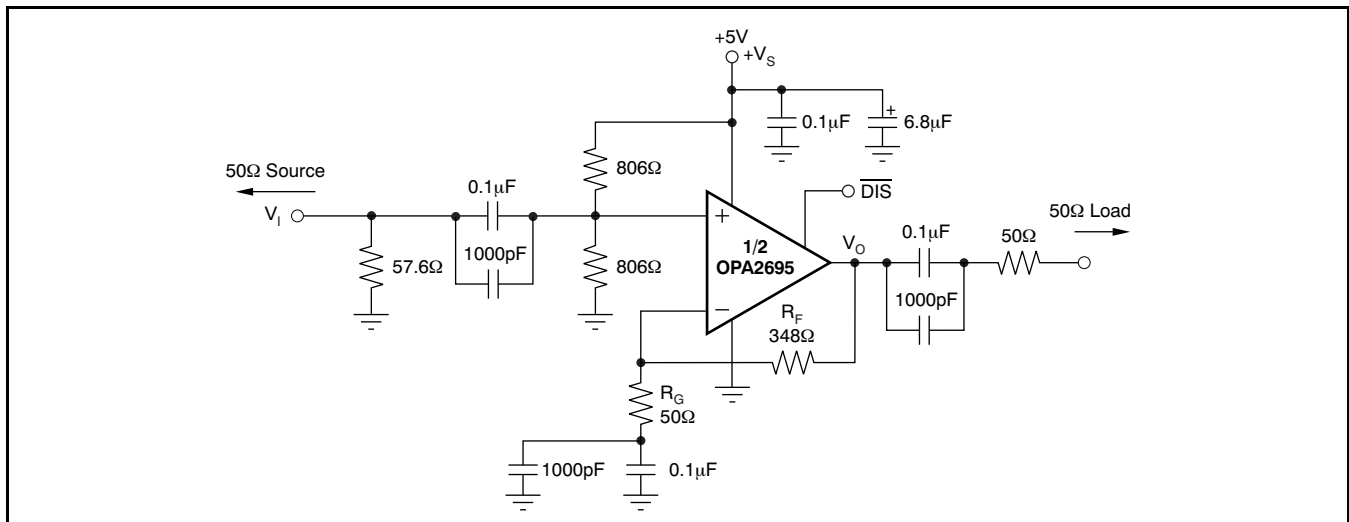 +5V
+V_S
0.1μF
6.8μF
+
806Ω
50Ω Source
0.1μF
V_I
1000pF
57.6Ω
806Ω
+
1/2
OPA2695
−
DIS
V_O
0.1μF
50Ω
50Ω Load
1000pF
R_F
348Ω
R_G
50Ω
1000pF
0.1μF